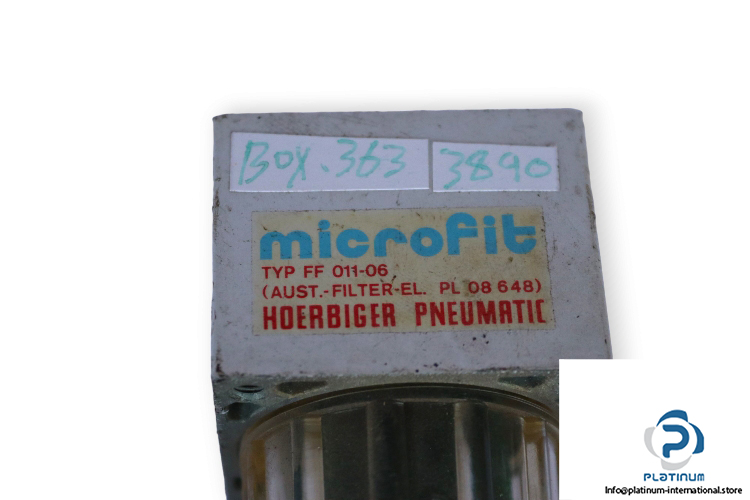 Box.363 3890
microfit
TYP FF 011-06
(AUST.-FILTER-EL. PL 08 648)
HOERBIGER PNEUMATIC
PLATINUM
Info@platinum-international.store